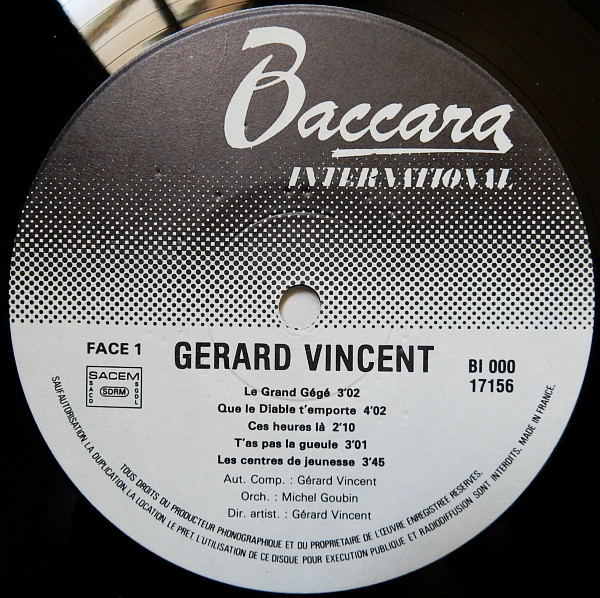 Baccara
INTERNATIONAL
FACE 1
GERARD VINCENT
BI 000
17156
SACEM
SACD
SDRM
SGDL
Le Grand Gégé 3'02
Que le Diable t'emporte 4'02
Ces heures là 2'10
T'as pas la gueule 3'01
Les centres de jeunesse 3'45
Aut. Comp. : Gérard Vincent
Orch. : Michel Goubin
Dir. artist. : Gérard Vincent
TOUS DROITS DU PRODUCTEUR PHONOGRAPHIQUE ET DU PROPRIETAIRE DE L'ŒUVRE ENREGISTREE RESERVES.
SAUF AUTORISATION LA DUPLICATION LA LOCATION LE PRET, L'UTILISATION DE CE DISQUE POUR EXECUTION PUBLIQUE ET RADIODIFFUSION SONT INTERDITS. MADE IN FRANCE.